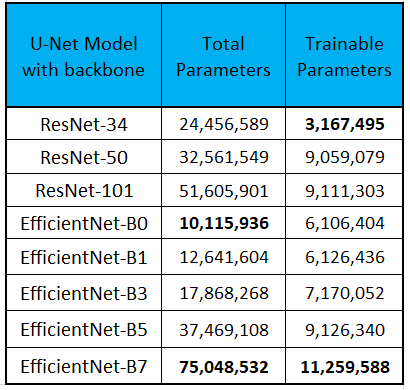 U-Net Model with backbone Total Parameters Trainable Parameters
ResNet-34 24,456,589 3,167,495
ResNet-50 32,561,549 9,059,079
ResNet-101 51,605,901 9,111,303
EfficientNet-B0 10,115,936 6,106,404
EfficientNet-B1 12,641,604 6,126,436
EfficientNet-B3 17,868,268 7,170,052
EfficientNet-B5 37,469,108 9,126,340
EfficientNet-B7 75,048,532 11,259,588